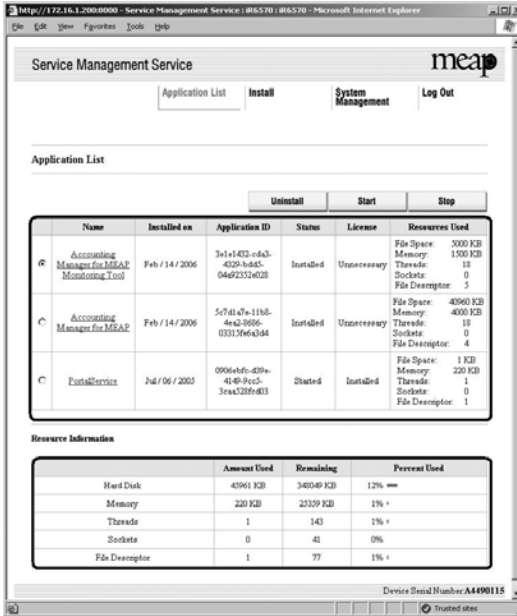 http://172.16.1.200:8000 - Service Management Service : iR6570 : iR6570 - Microsoft Internet Explorer
File Edit View Favorites Tools Help
Service Management Service
meap
Application List Install System Management Log Out
Application List
Uninstall Start Stop
Name Installed on Application ID Status License Resources Used
Accounting Manager for MEAP Monitoring Tool Feb / 14 / 2006 3e1e1432-cda3-4329-bdd5-04a92352e028 Installed Unnecessary
File Space: 5000 KB
Memory: 1500 KB
Threads: 18
Sockets: 0
File Descriptor: 5
Accounting Manager for MEAP Feb / 14 / 2006 5c7d1a7e-11b8-4ea2-8686-03315fe6a3d4 Installed Unnecessary
File Space: 40960 KB
Memory: 4000 KB
Threads: 18
Sockets: 0
File Descriptor: 4
PortalService Jul / 06 / 2005 0906ebfc-d39e-4149-9cc5-3caa528fed03 Started Installed
File Space: 1 KB
Memory: 220 KB
Threads: 1
Sockets: 0
File Descriptor: 1
Resource Information
Amount Used Remaining Percent Used
Hard Disk 45961 KB 348049 KB 12%
Memory 220 KB 25359 KB 1%
Threads 1 143 1%
Sockets 0 41 0%
File Descriptor 1 77 1%
Device Serial Number:A4490115
Trusted sites